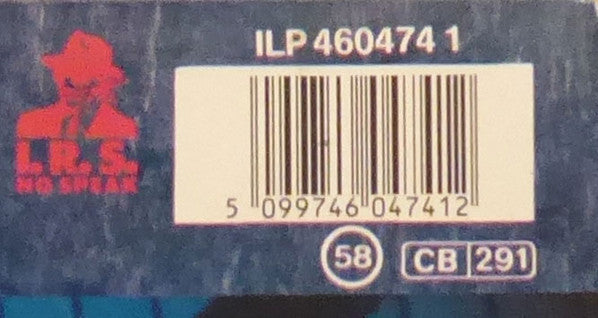 ILP 460474 1
I.R.S.
NO SPEAK
5 099746 047412
58 CB 291